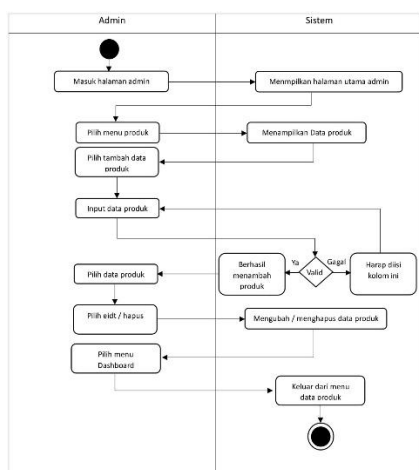 Admin
Sistem
Masuk halaman admin
Menmpilkan halaman utama admin
Pilih menu produk
Menampilkan Data produk
Pilih tambah data
produk
Input data produk
Ya
Valid
Gagal
Berhasil
menambah
produk
Harap diisi
kolom ini
Pilih data produk
Pilih eidt / hapus
Mengubah / menghapus data produk
Pilih menu
Dashboard
Keluar dari menu
data produk